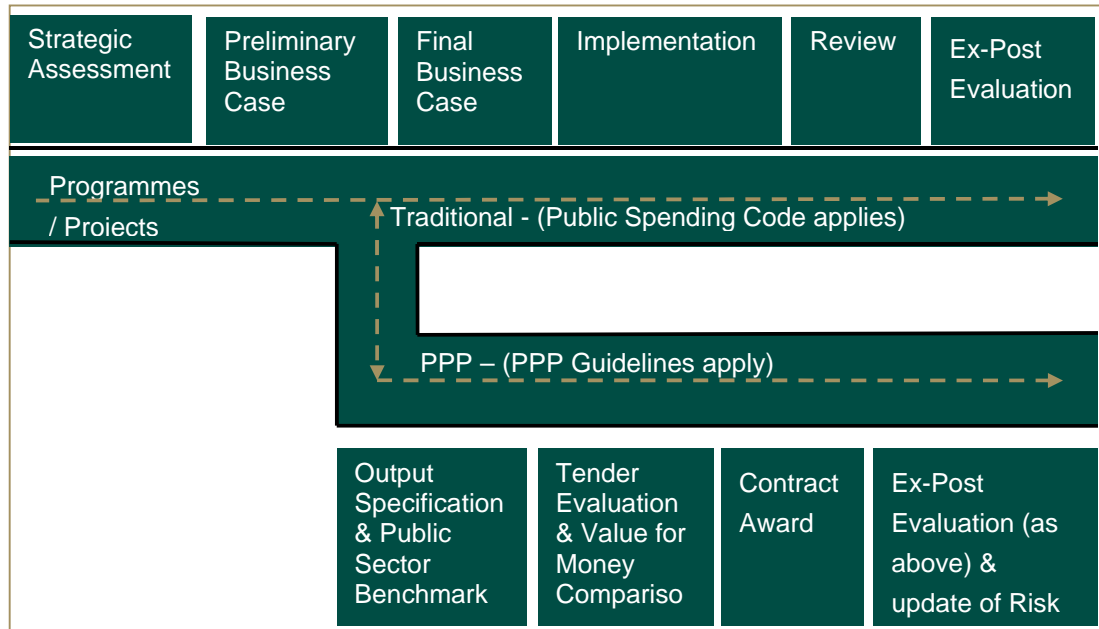 Strategic
Assessment
Preliminary
Business
Case
Final
Business
Case
Implementation
Review
Ex-Post
Evaluation
Programmes
/ Projects
Traditional - (Public Spending Code applies)
PPP – (PPP Guidelines apply)
Output
Specification
& Public
Sector
Benchmark
Tender
Evaluation
& Value for
Money
Compariso
Contract
Award
Ex-Post
Evaluation (as
above) &
update of Risk